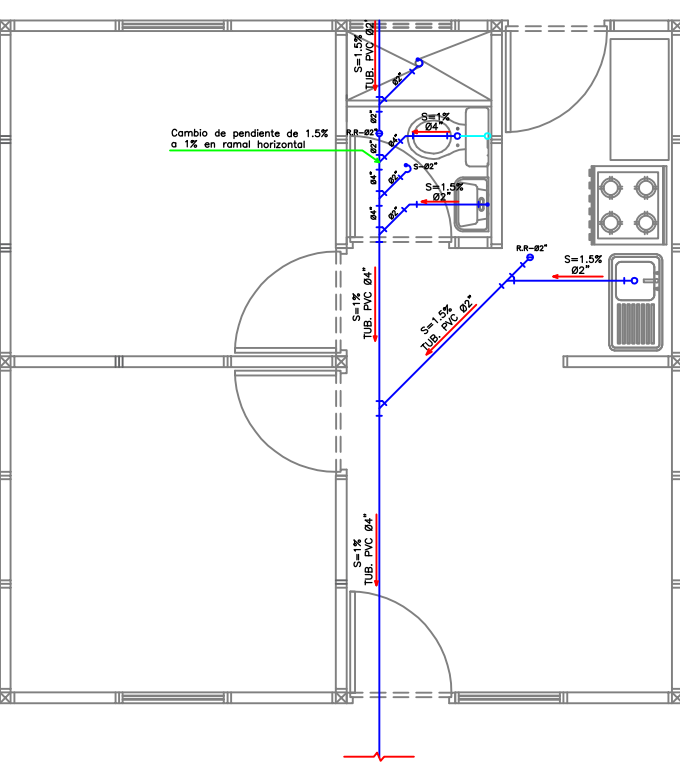 S=1.5%
TUB. PVC Ø2"
Ø2"
Ø2"
S=1%
Ø4"
Cambio de pendiente de 1.5%
a 1% en ramal horizontal
R.R-Ø2"
Ø2"
Ø4"
S-Ø2"
Ø4"
Ø2"
S=1.5%
Ø2"
Ø4"
Ø2"
R.R-Ø2"
S=1.5%
Ø2"
S=1%
TUB. PVC Ø4"
S=1.5%
TUB. PVC Ø2"
S=1%
TUB. PVC Ø4"